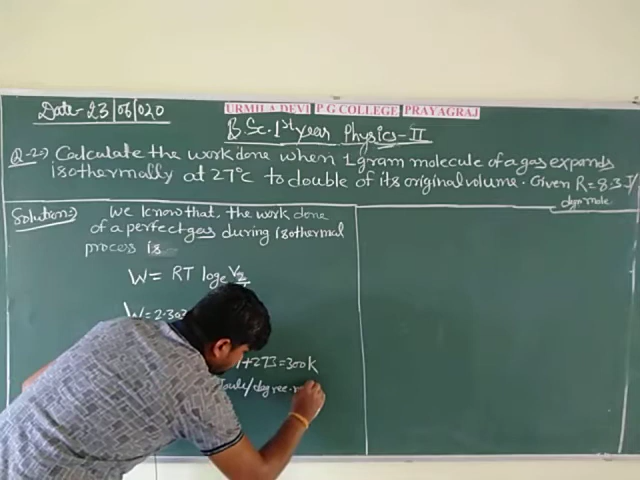 Date-23/06/020
URMILA DEVI P G COLLEGE PRAYAGRAJ
B.Sc. 1st year Physics-II
Q-2⇒ Calculate the work done when 1 gram molecule of a gas expands
isothermally at 27°C to double of its original volume. Given R=8.3 J/
deg-mole
Solution:⇒ We know that, the work done
of a perfect gas during isothermal
process is
W= RT loge V2
W=2.303
+273=300K
Joule/degree-